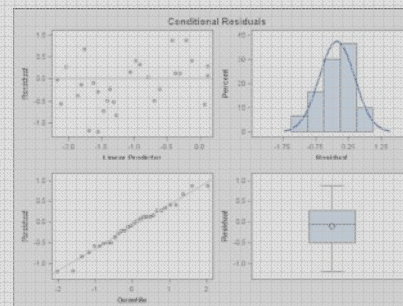 Conditional Residuals
Residual
1.0
0.5
0.0
-0.5
-1.0
-2.0 -1.5 -1.0 -0.5 0.0
Linear Predictor
Percent
40
30
20
10
0
-1.75 -0.75 0.25 1.25
Residual
Residual
1.0
0.5
0.0
-0.5
-1.0
-2 -1 0 1 2
Quantile
Residual
1.0
0.5
0.0
-0.5
-1.0